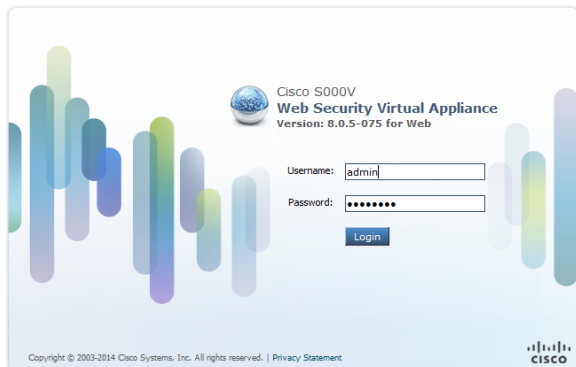 Cisco S000V
Web Security Virtual Appliance
Version: 8.0.5-075 for Web
Username: admin
Password: ••••••••
Login
Copyright © 2003-2014 Cisco Systems, Inc. All rights reserved. | Privacy Statement
CISCO